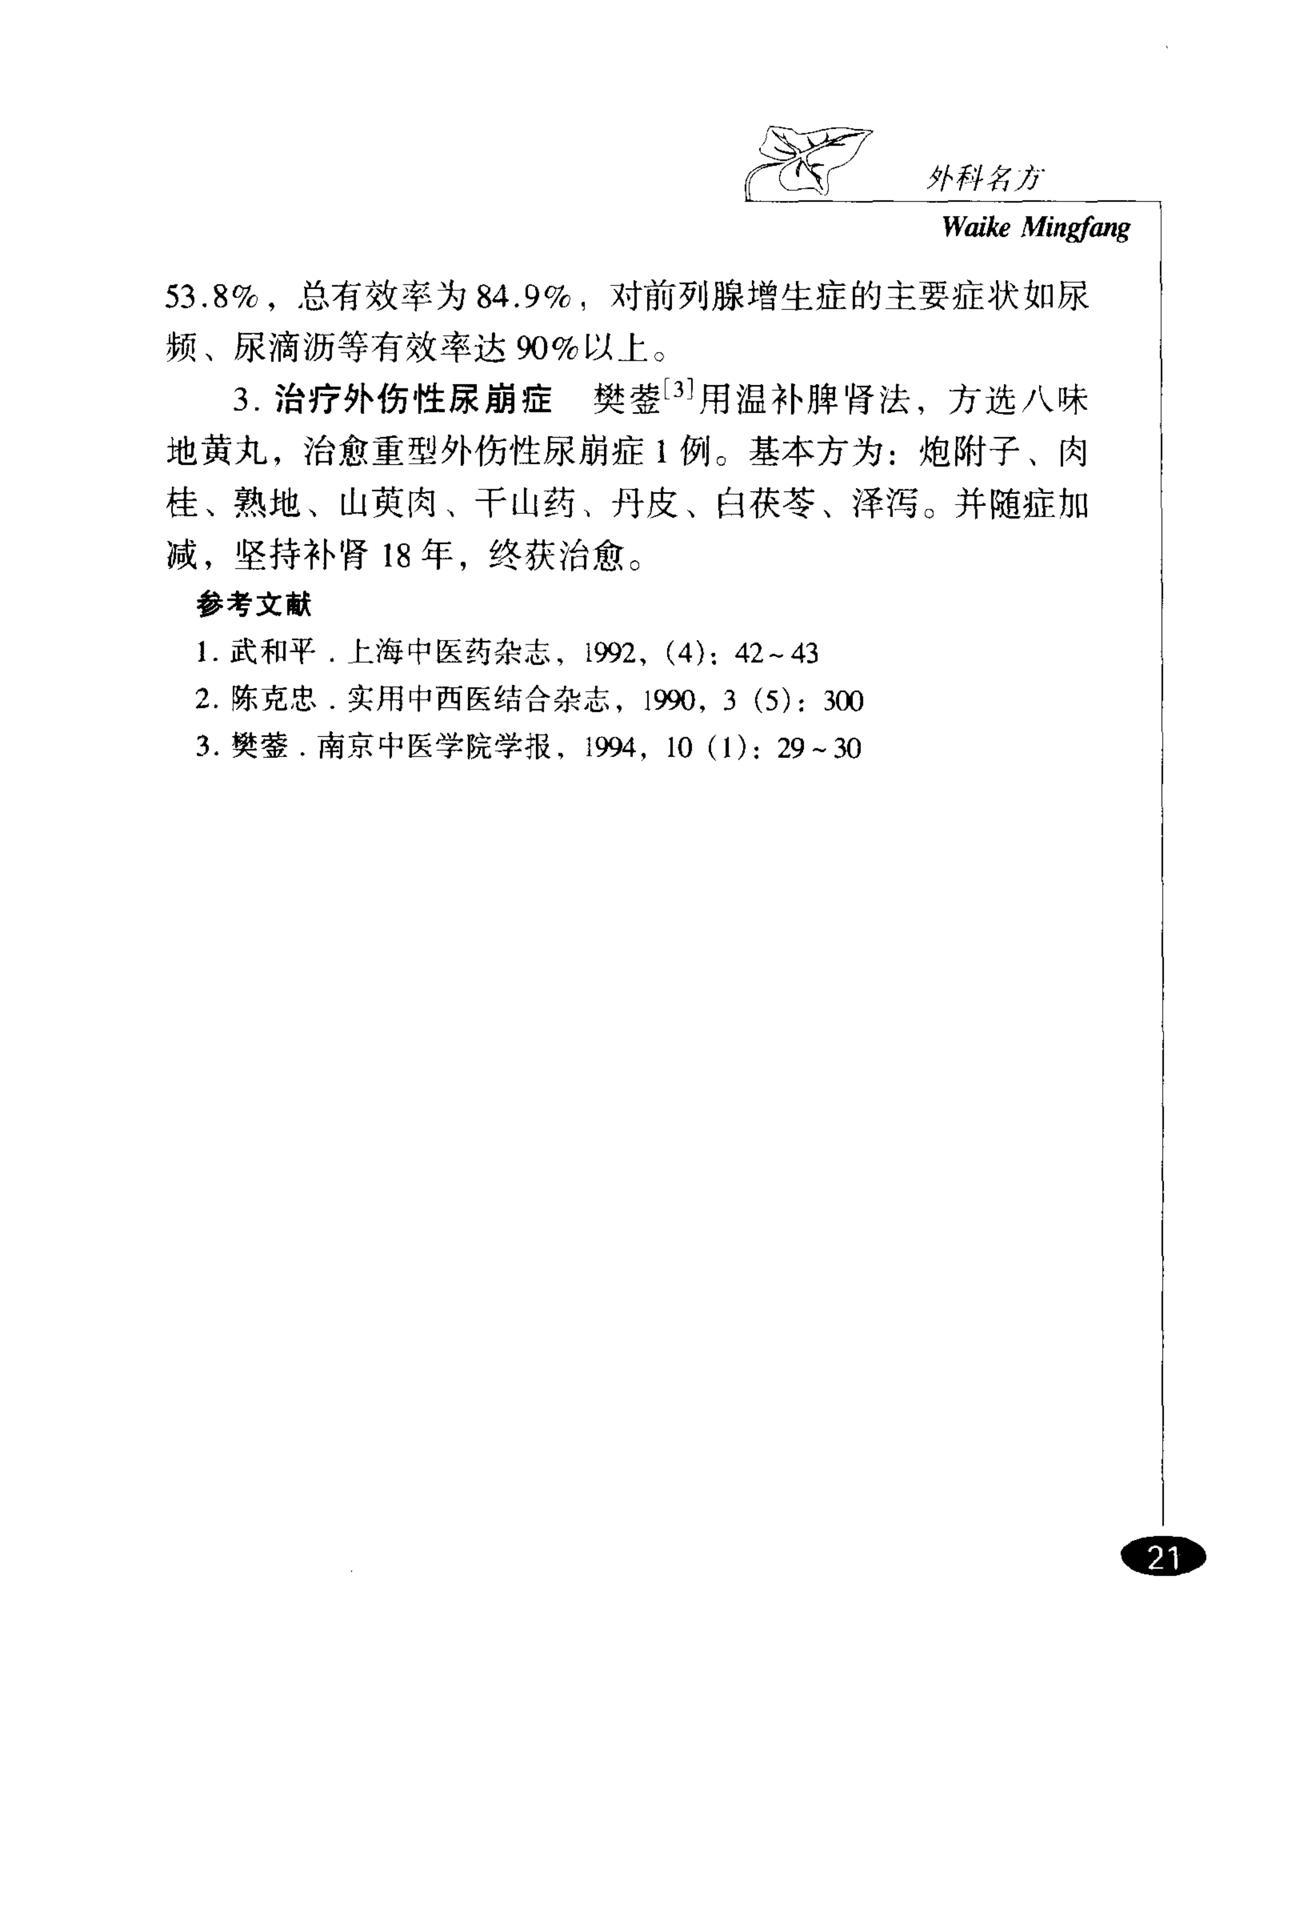 外科名方
Waike Mingfang
53.8%，总有效率为84.9%，对前列腺增生症的主要症状如尿
频、尿滴沥等有效率达90%以上。
3. 治疗外伤性尿崩症 樊蓥[3]用温补脾肾法，方选八味
地黄丸，治愈重型外伤性尿崩症1例。基本方为：炮附子、肉
桂、熟地、山萸肉、干山药、丹皮、白茯苓、泽泻。并随症加
减，坚持补肾18年，终获治愈。
参考文献
1. 武和平．上海中医药杂志，1992，(4)：42~43
2. 陈克忠．实用中西医结合杂志，1990，3 (5)：300
3. 樊蓥．南京中医学院学报，1994，10 (1)：29~30
21